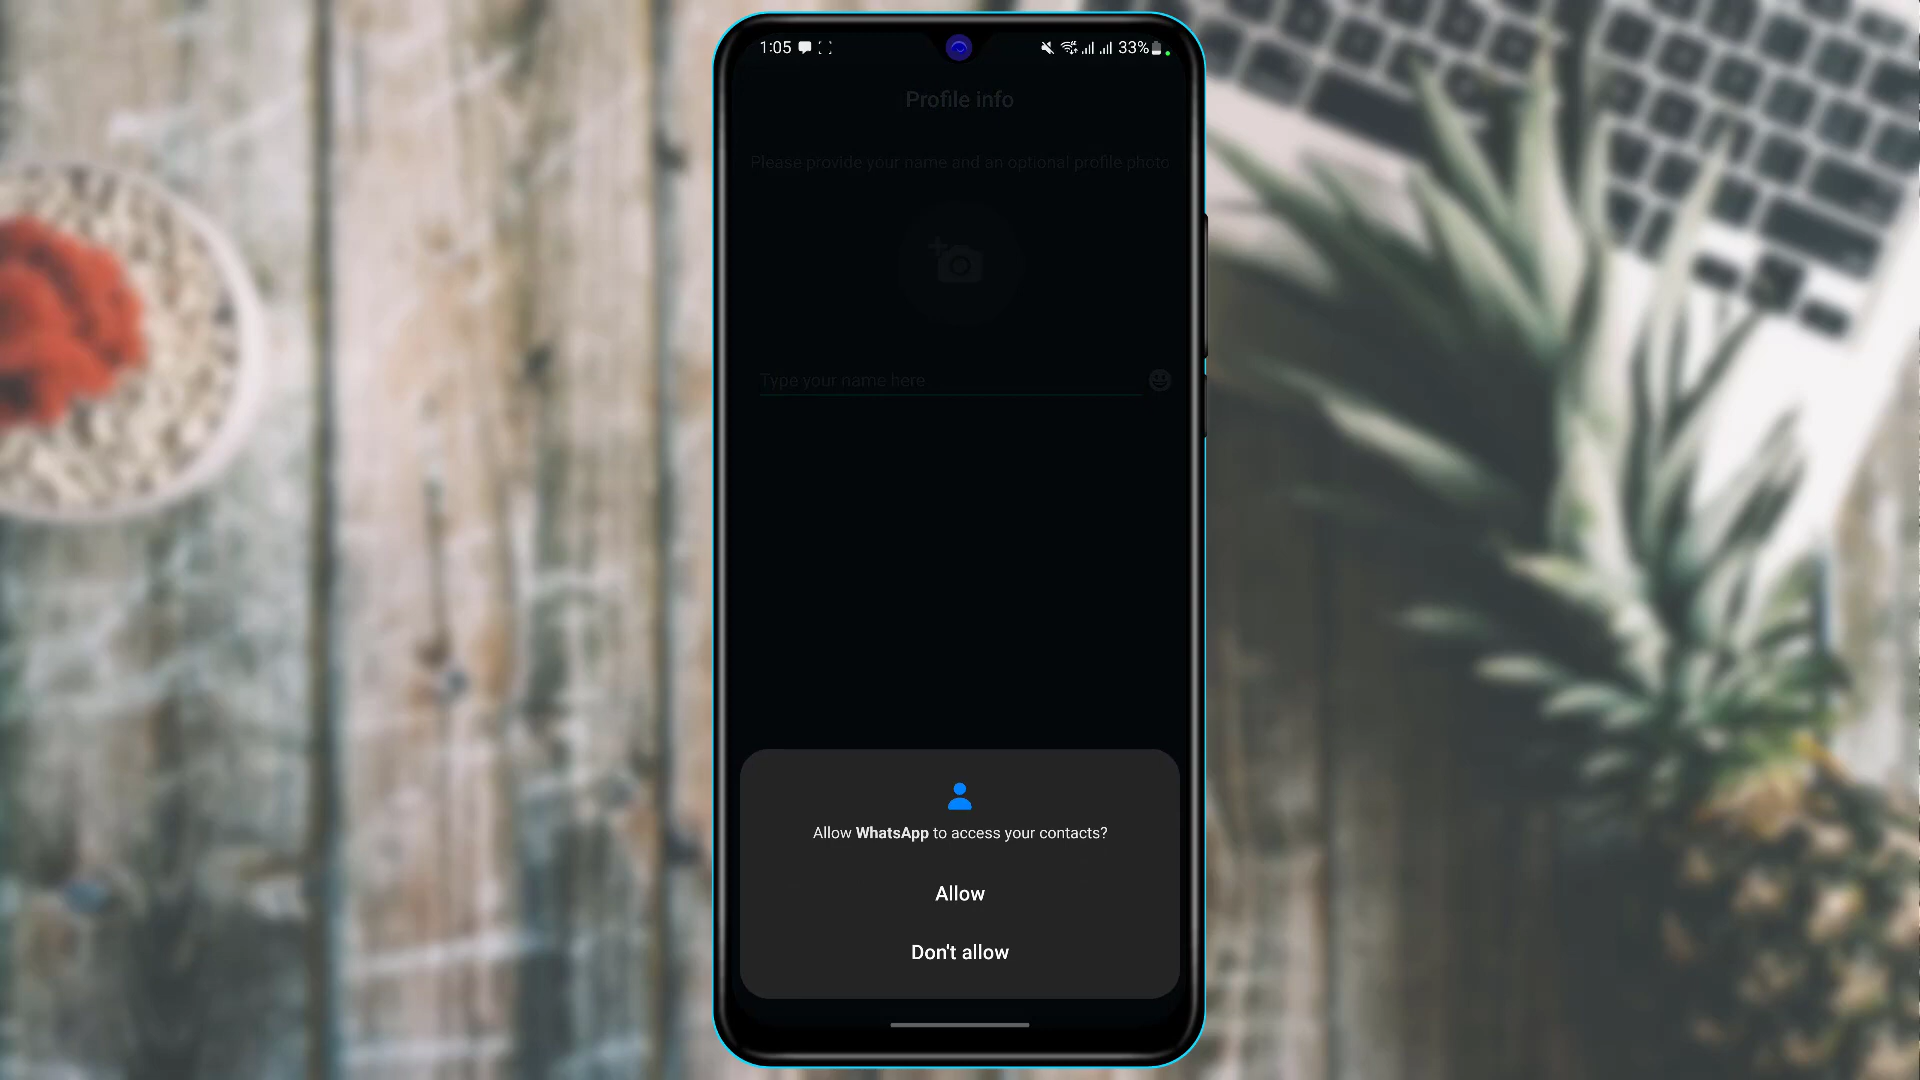 1:05 33%
Profile info
Please provide your name and an optional profile photo
Type your name here
Allow WhatsApp to access your contacts?
Allow
Don't allow